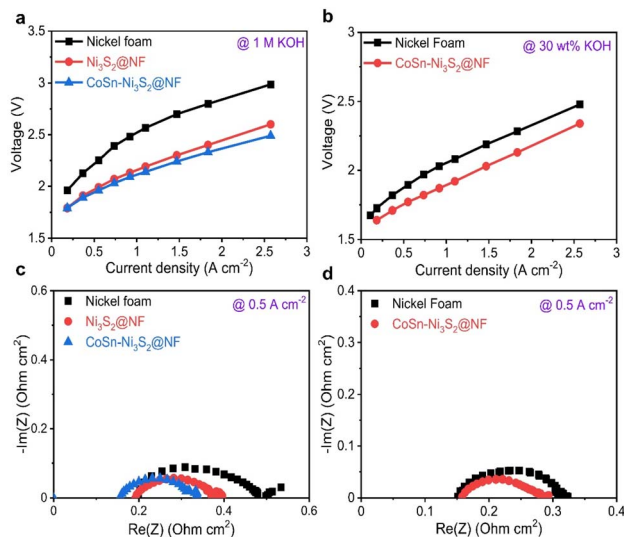 a
Nickel foam
@ 1 M KOH
Ni₃S₂@NF
CoSn-Ni₃S₂@NF
Voltage (V)
3.5
3
2.5
2
1.5
0
0.5
1
1.5
2
2.5
3
Current density (A cm⁻²)
b
Nickel Foam
@ 30 wt% KOH
CoSn-Ni₃S₂@NF
Voltage (V)
3
2.5
2
1.5
0
0.5
1
1.5
2
2.5
3
Current density (A cm⁻²)
c
Nickel foam
@ 0.5 A cm⁻²
Ni₃S₂@NF
CoSn-Ni₃S₂@NF
-Im(Z) (Ohm cm²)
0.6
0.4
0.2
0
0
0.2
0.4
0.6
Re(Z) (Ohm cm²)
d
Nickel Foam
@ 0.5 A cm⁻²
CoSn-Ni₃S₂@NF
-Im(Z) (Ohm cm²)
0.4
0.3
0.2
0.1
0
0.1
0.2
0.3
0.4
Re(Z) (Ohm cm²)